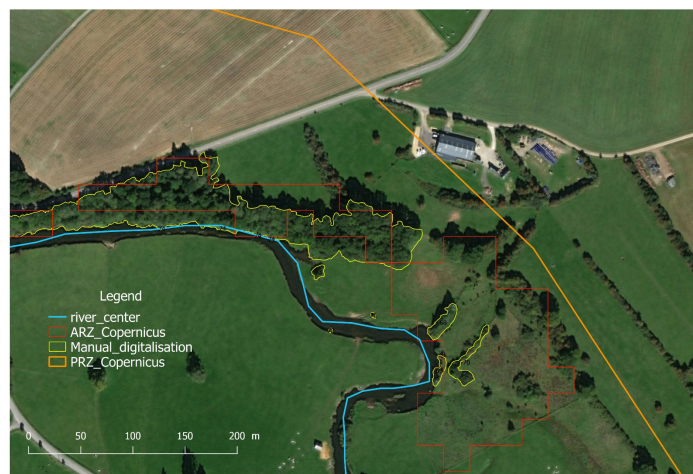 Legend
river_center
ARZ_Copernicus
Manual_digitalisation
PRZ_Copernicus
0 50 100 150 200 m